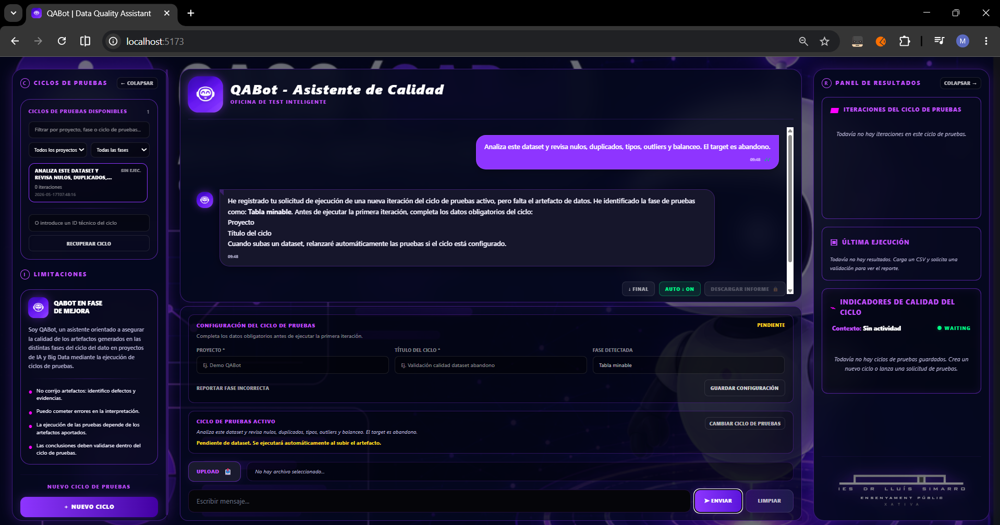 QABot | Data Quality Assistant
localhost:5173
M
C CICLOS DE PRUEBAS
← COLAPSAR
CICLOS DE PRUEBAS DISPONIBLES 1
Filtrar por proyecto, fase o ciclo de pruebas...
Todos los proyectos
Todas las fases
ANALIZA ESTE DATASET Y
REVISA NULOS, DUPLICADOS,...
SIN EJEC.
0 iteraciones
2026-05-17T07:48:16
O introduce un ID técnico del ciclo
RECUPERAR CICLO
I LIMITACIONES
QABOT EN FASE
DE MEJORA
Soy QABot, un asistente orientado a asegurar
la calidad de los artefactos generados en las
distintas fases del ciclo del dato en proyectos
de IA y Big Data mediante la ejecución de
ciclos de pruebas.
No corrijo artefactos: identifico defectos y
evidencias.
Puedo cometer errores en la interpretación.
La ejecución de las pruebas depende de los
artefactos aportados.
Las conclusiones deben validarse dentro del
ciclo de pruebas.
NUEVO CICLO DE PRUEBAS
+ NUEVO CICLO
QABot - Asistente de Calidad
OFICINA DE TEST INTELIGENTE
Analiza este dataset y revisa nulos, duplicados, tipos, outliers y balanceo. El target es abandono.
09:48 ✓✓
He registrado tu solicitud de ejecución de una nueva iteración del ciclo de pruebas activo, pero falta el artefacto de datos. He identificado la fase de pruebas
como: Tabla minable. Antes de ejecutar la primera iteración, completa los datos obligatorios del ciclo:
Proyecto
Título del ciclo
Cuando subas un dataset, relanzaré automáticamente las pruebas si el ciclo está configurado.
09:48
↓ FINAL
AUTO ↓ ON
DESCARGAR INFORME
CONFIGURACIÓN DEL CICLO DE PRUEBAS
PENDIENTE
Completa los datos obligatorios antes de ejecutar la primera iteración.
PROYECTO *
TÍTULO DEL CICLO *
FASE DETECTADA
Ej. Demo QABot
Ej. Validación calidad dataset abandono
Tabla minable
REPORTAR FASE INCORRECTA
GUARDAR CONFIGURACIÓN
CICLO DE PRUEBAS ACTIVO
CAMBIAR CICLO DE PRUEBAS
Analiza este dataset y revisa nulos, duplicados, tipos, outliers y balanceo. El target es abandono.
Pendiente de dataset. Se ejecutará automáticamente al subir el artefacto.
UPLOAD
No hay archivo seleccionado...
Escribir mensaje...
➤ ENVIAR
LIMPIAR
R PANEL DE RESULTADOS
COLAPSAR →
ITERACIONES DEL CICLO DE PRUEBAS
Todavía no hay iteraciones en este ciclo de pruebas.
ÚLTIMA EJECUCIÓN
Todavía no hay resultados. Carga un CSV y solicita una
validación para ver el reporte.
INDICADORES DE CALIDAD DEL
CICLO
Contexto: Sin actividad
WAITING
Todavía no hay ciclos de pruebas guardados. Crea un
nuevo ciclo o lanza una solicitud de pruebas.
IES DR LLUÍS SIMARRO
ENSENYAMENT PÚBLIC
XATIVA